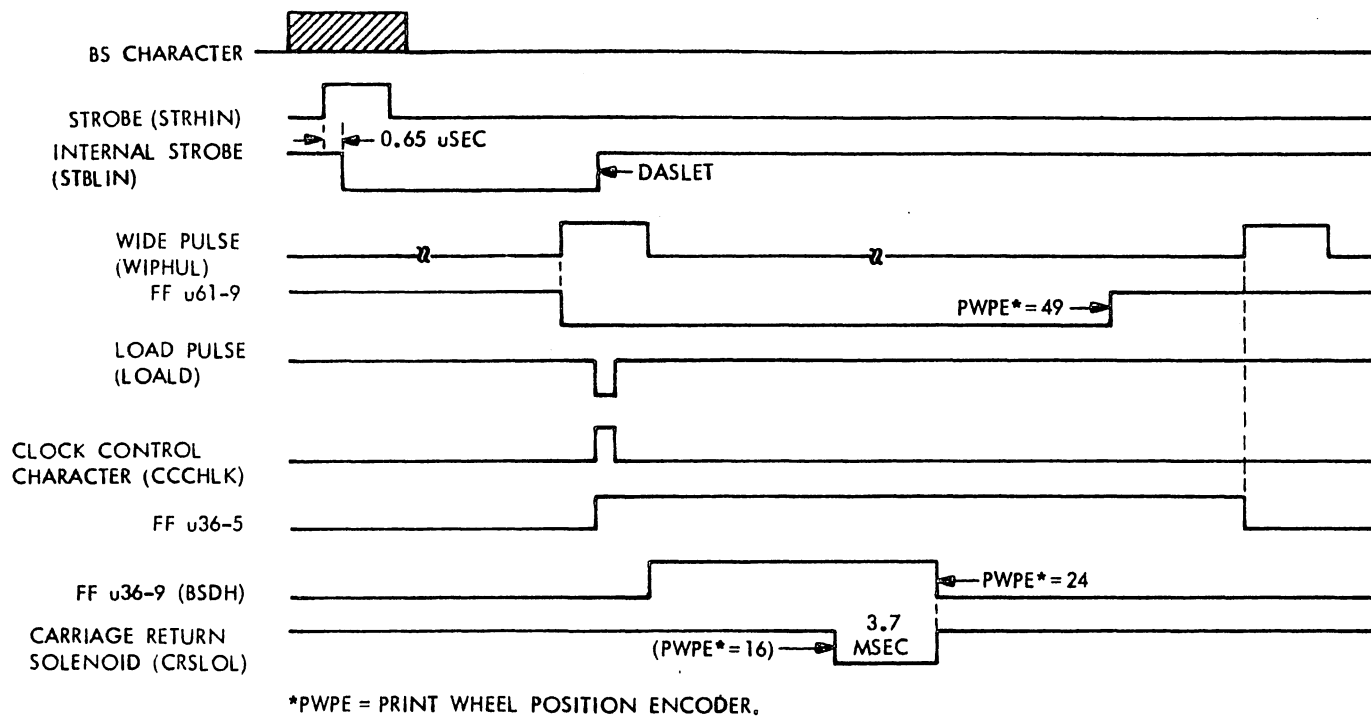 BS CHARACTER
STROBE (STRHIN)
0.65 uSEC
INTERNAL STROBE
(STBLIN)
DASLET
WIDE PULSE
(WIPHUL)
FF u61-9
PWPE*=49
LOAD PULSE
(LOALD)
CLOCK CONTROL
CHARACTER (CCCHLK)
FF u36-5
FF u36-9 (BSDH)
PWPE*=24
CARRIAGE RETURN
SOLENOID (CRSLOL)
(PWPE*=16)
3.7
MSEC
*PWPE = PRINT WHEEL POSITION ENCODER.